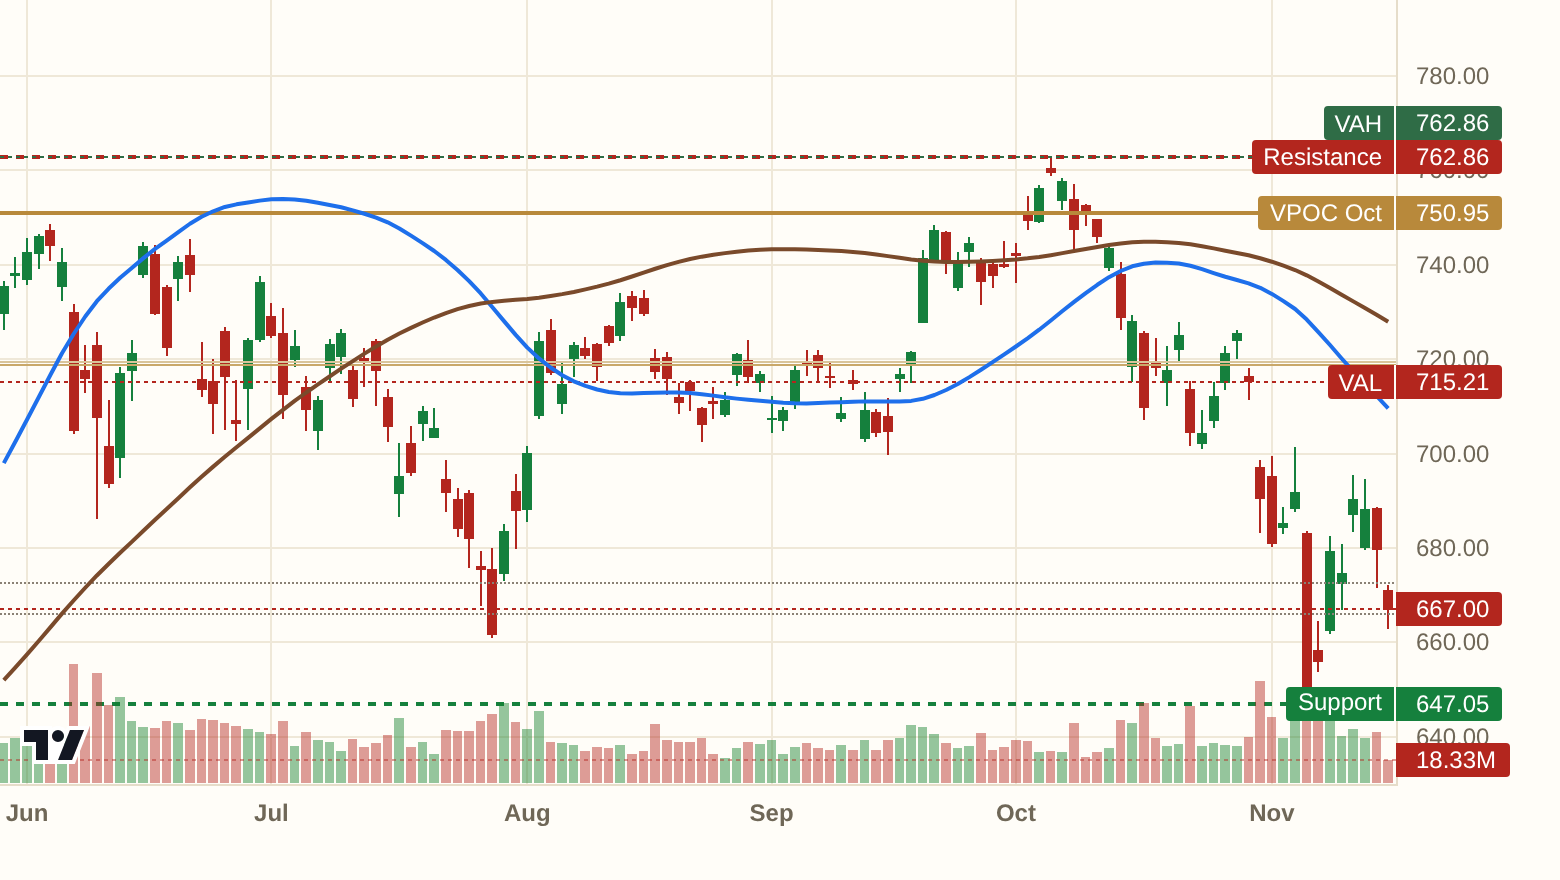 780.00
VAH 762.86
Resistance 762.86
VPOC Oct 750.95
740.00
720.00
VAL 715.21
700.00
680.00
667.00
660.00
Support 647.05
640.00
18.33M
Jun Jul Aug Sep Oct Nov